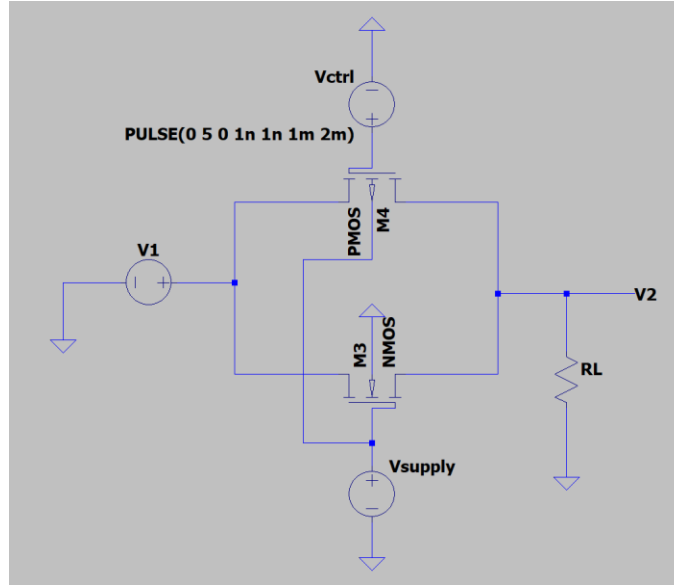 Vctrl
PULSE(0 5 0 1n 1n 1m 2m)
PMOS
M4
V1
M3
NMOS
V2
RL
Vsupply